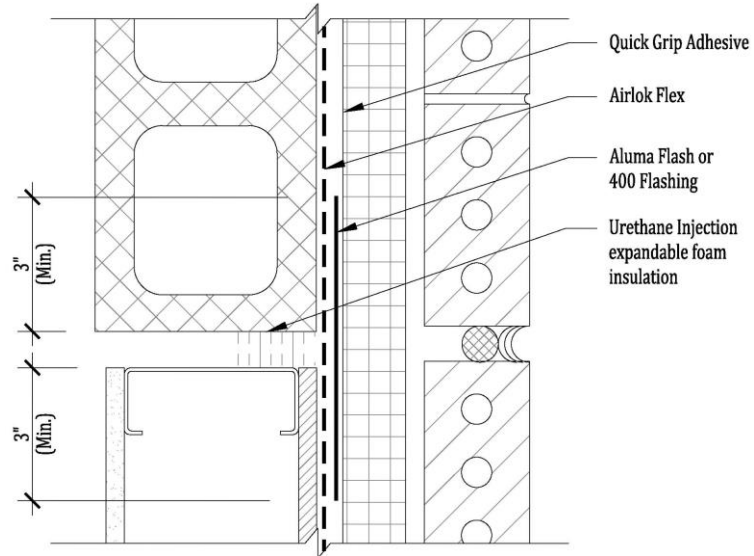 Quick Grip Adhesive
Airlok Flex
Aluma Flash or
400 Flashing
Urethane Injection
expandable foam
insulation
3"
(Min.)
3"
(Min.)